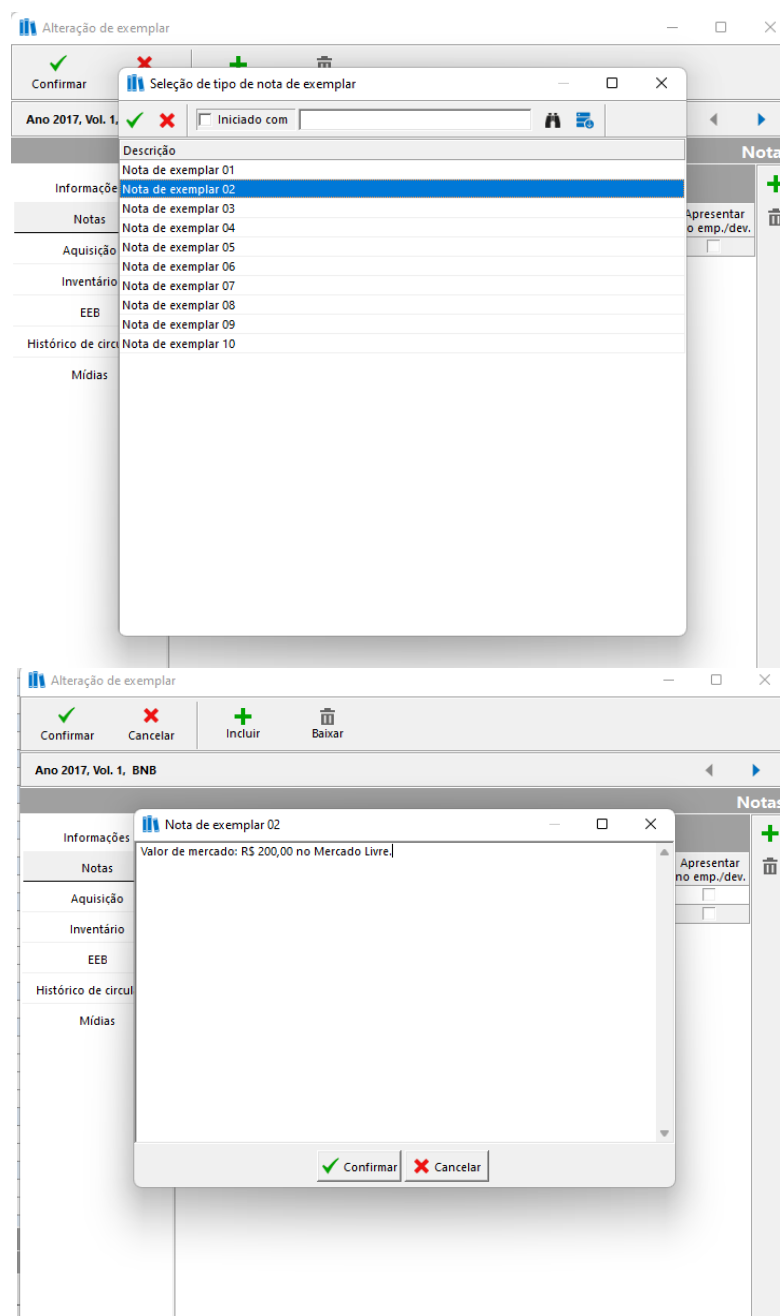 Alteração de exemplar
Confirmar
Seleção de tipo de nota de exemplar
Ano 2017, Vol. 1,
Iniciado com
Nota
Descrição
Nota de exemplar 01
Informaçõe
Nota de exemplar 02
Notas
Nota de exemplar 03
Apresentar
o emp./dev.
Nota de exemplar 04
Aquisição
Nota de exemplar 05
Nota de exemplar 06
Inventário
Nota de exemplar 07
EEB
Nota de exemplar 08
Nota de exemplar 09
Histórico de circu
Nota de exemplar 10
Mídias
Alteração de exemplar
Confirmar Cancelar Incluir Baixar
Ano 2017, Vol. 1, BNB
Notas
Nota de exemplar 02
Informações
Valor de mercado: R$ 200,00 no Mercado Livre.
Notas
Apresentar
no emp./dev.
Aquisição
Inventário
EEB
Histórico de circul
Mídias
Confirmar Cancelar